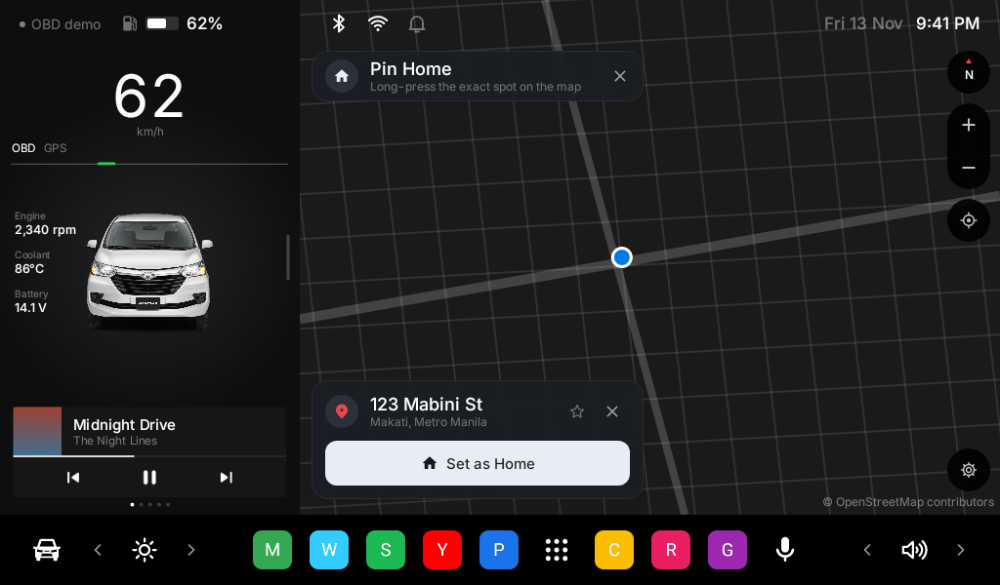 OBD demo
62%
Fri 13 Nov
9:41 PM
62
km/h
OBD GPS
Engine
2,340 rpm
Coolant
86°C
Battery
14.1 V
Midnight Drive
The Night Lines
Pin Home
Long-press the exact spot on the map
N
123 Mabini St
Makati, Metro Manila
Set as Home
© OpenStreetMap contributors
M W S Y P C R G